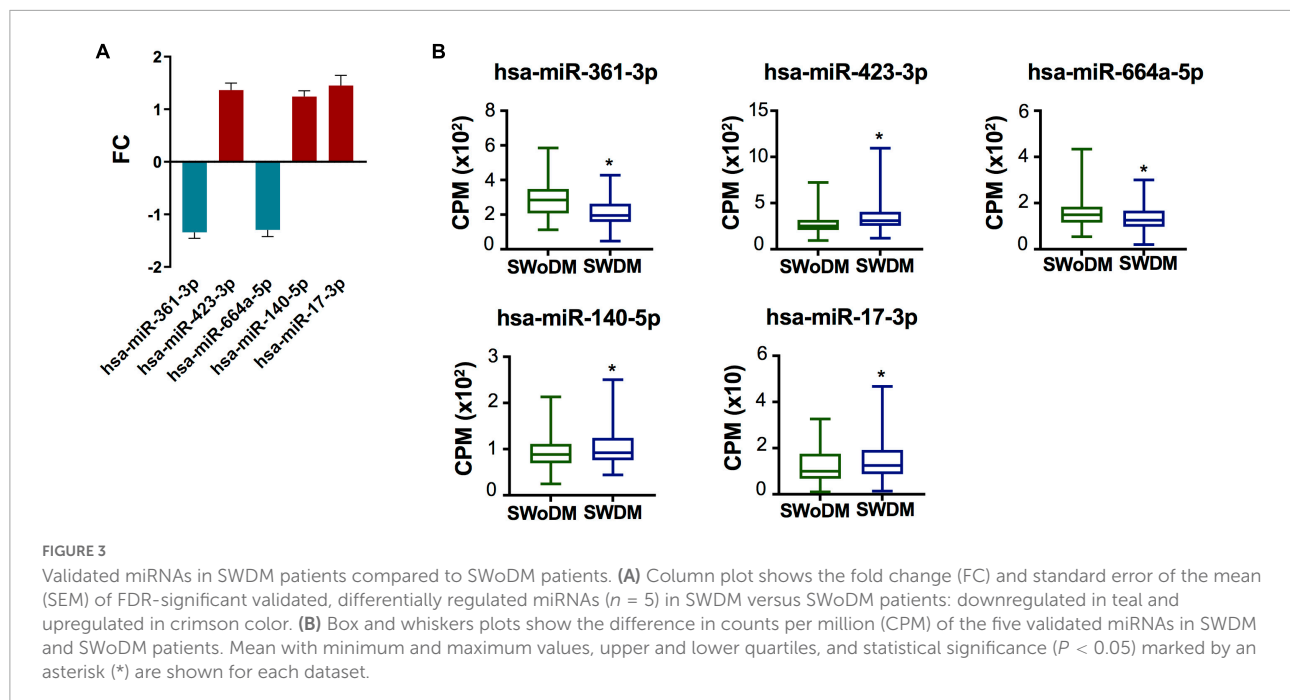 A
FC
2
1
0
-1
-2
hsa-miR-361-3p
hsa-miR-423-3p
hsa-miR-664a-5p
hsa-miR-140-5p
hsa-miR-17-3p
B
hsa-miR-361-3p
CPM (x10²)
8
6
4
2
0
*
SWoDM SWDM
hsa-miR-423-3p
CPM (x10²)
15
10
5
0
*
SWoDM SWDM
hsa-miR-664a-5p
CPM (x10²)
6
4
2
0
*
SWoDM SWDM
hsa-miR-140-5p
CPM (x10²)
3
2
1
0
*
SWoDM SWDM
hsa-miR-17-3p
CPM (x10)
6
4
2
0
*
SWoDM SWDM
FIGURE 3
Validated miRNAs in SWDM patients compared to SWoDM patients. (A) Column plot shows the fold change (FC) and standard error of the mean
(SEM) of FDR-significant validated, differentially regulated miRNAs (n = 5) in SWDM versus SWoDM patients: downregulated in teal and
upregulated in crimson color. (B) Box and whiskers plots show the difference in counts per million (CPM) of the five validated miRNAs in SWDM
and SWoDM patients. Mean with minimum and maximum values, upper and lower quartiles, and statistical significance (P < 0.05) marked by an
asterisk (*) are shown for each dataset.